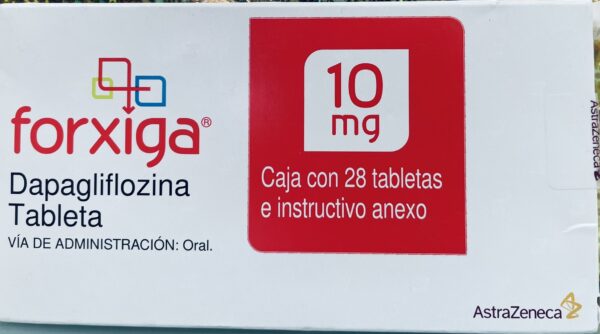 forxiga®
Dapagliflozina
Tableta
VÍA DE ADMINISTRACIÓN: Oral.
10
mg
Caja con 28 tabletas
e instructivo anexo
AstraZeneca
AstraZeneca